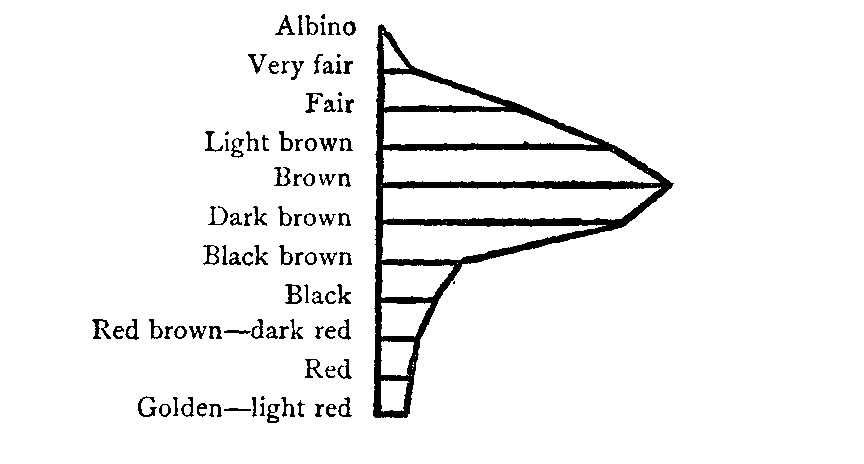 Albino
Very fair
Fair
Light brown
Brown
Dark brown
Black brown
Black
Red brown—dark red
Red
Golden—light red